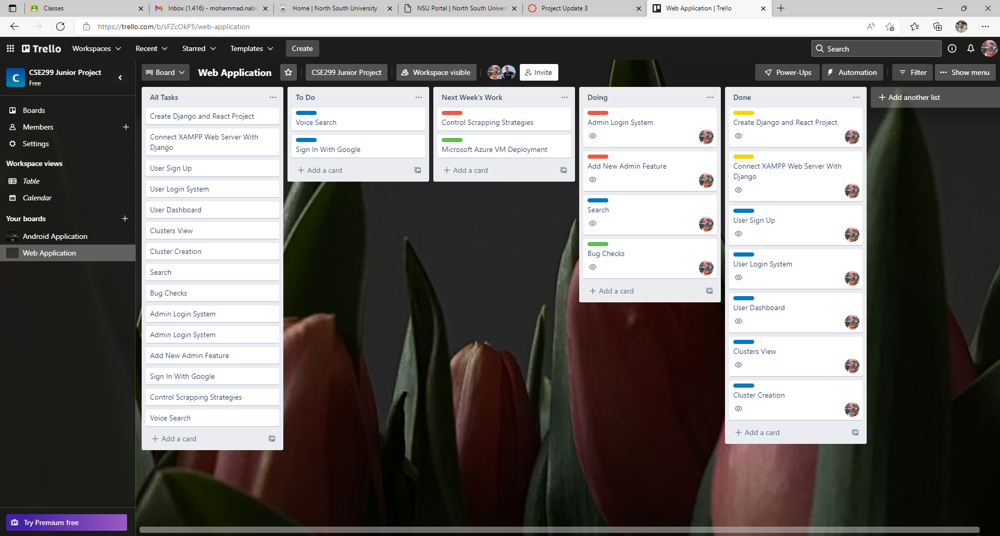 Classes
Inbox (1,416) - mohammad.nabil
Home | North South University
NSU Portal | North South Univers
Project Update 3
Web Application | Trello
https://trello.com/b/sFZcOkP5/web-application
Trello
Workspaces
Recent
Starred
Templates
Create
Search
C
CSE299 Junior Project
Free
Board
Web Application
CSE299 Junior Project
Workspace visible
Invite
Power-Ups
Automation
Filter
Show menu
Boards
Members
Settings
Workspace views
Table
Calendar
Your boards
Android Application
Web Application
Try Premium free
All Tasks
Create Django and React Project
Connect XAMPP Web Server With
Django
User Sign Up
User Login System
User Dashboard
Clusters View
Cluster Creation
Search
Bug Checks
Admin Login System
Admin Login System
Add New Admin Feature
Sign In With Google
Control Scrapping Strategies
Voice Search
Add a card
To Do
Voice Search
Sign In With Google
Add a card
Next Week's Work
Control Scrapping Strategies
Microsoft Azure VM Deployment
Add a card
Doing
Admin Login System
Add New Admin Feature
Search
Bug Checks
Add a card
Done
Create Django and React Project
Connect XAMPP Web Server With
Django
User Sign Up
User Login System
User Dashboard
Clusters View
Cluster Creation
Add a card
Add another list